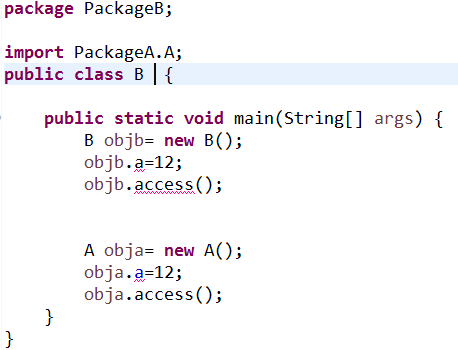 package PackageB;
import PackageA.A;
public class B {
public static void main(String[] args) {
B objb= new B();
objb.a=12;
objb.access();
A obja= new A();
obja.a=12;
obja.access();
}
}